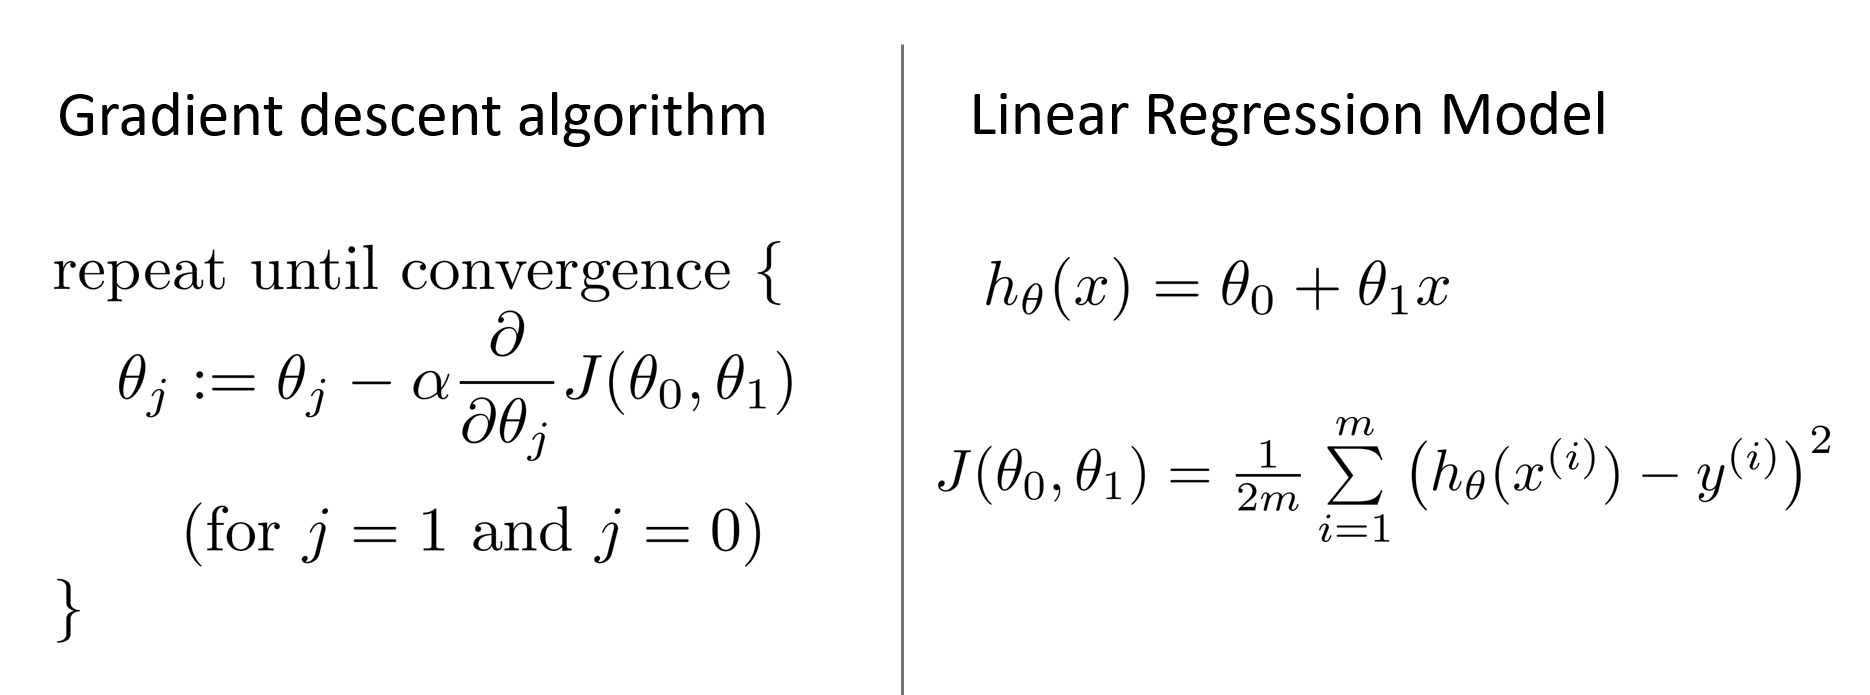 Gradient descent algorithm
repeat until convergence {
θ_j := θ_j − α ∂/∂θ_j J(θ_0, θ_1)
(for j = 1 and j = 0)
}
Linear Regression Model
h_θ(x) = θ_0 + θ_1x
J(θ_0, θ_1) = 1/2m ∑_{i=1}^{m} (h_θ(x^{(i)}) − y^{(i)})^2